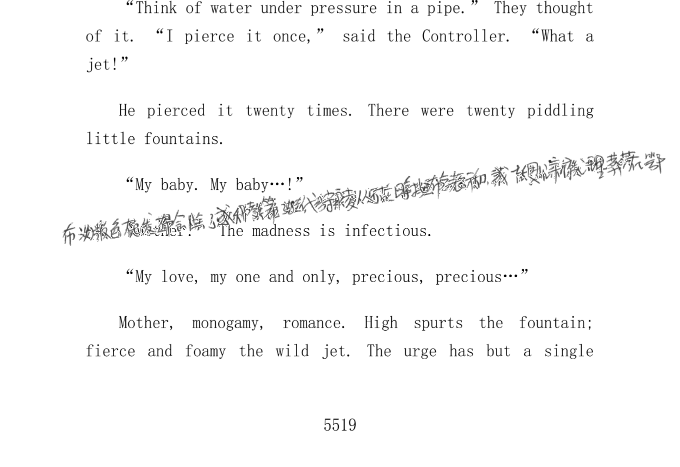 “Think of water under pressure in a pipe.” They thought
of it. “I pierce it once,” said the Controller. “What a
jet!”
He pierced it twenty times. There were twenty piddling
little fountains.
“My baby. My baby…!”
The madness is infectious.
“My love, my one and only, precious, precious…”
Mother, monogamy, romance. High spurts the fountain;
fierce and foamy the wild jet. The urge has but a single
5519